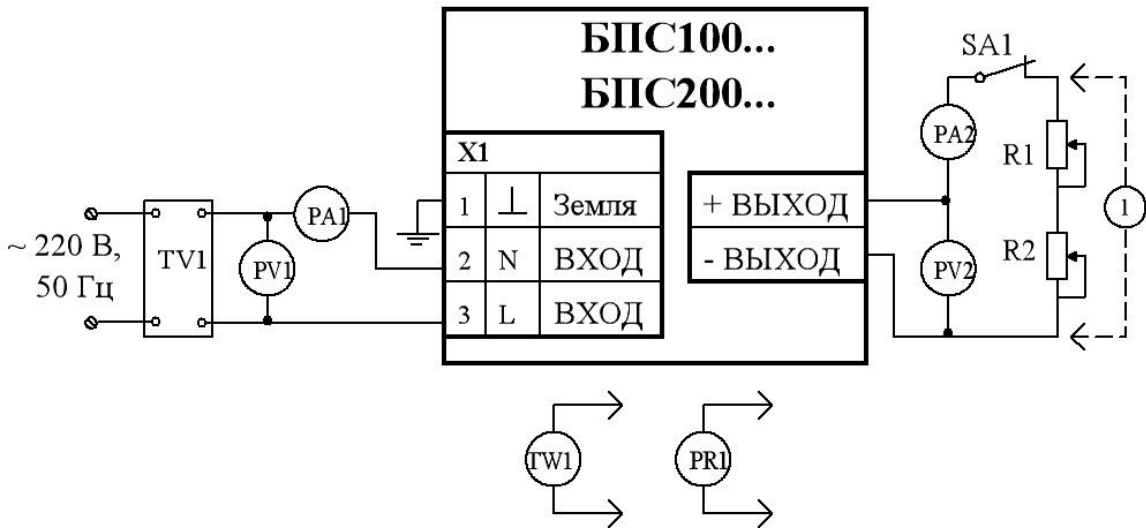 БПС100...
БПС200...
SA1
PA2
R1
1
R2
PV2
X1
1 ⊥ Земля
2 N ВХОД
3 L ВХОД
+ ВЫХОД
- ВЫХОД
~ 220 В,
50 Гц
TV1
PV1
PA1
TW1
PR1